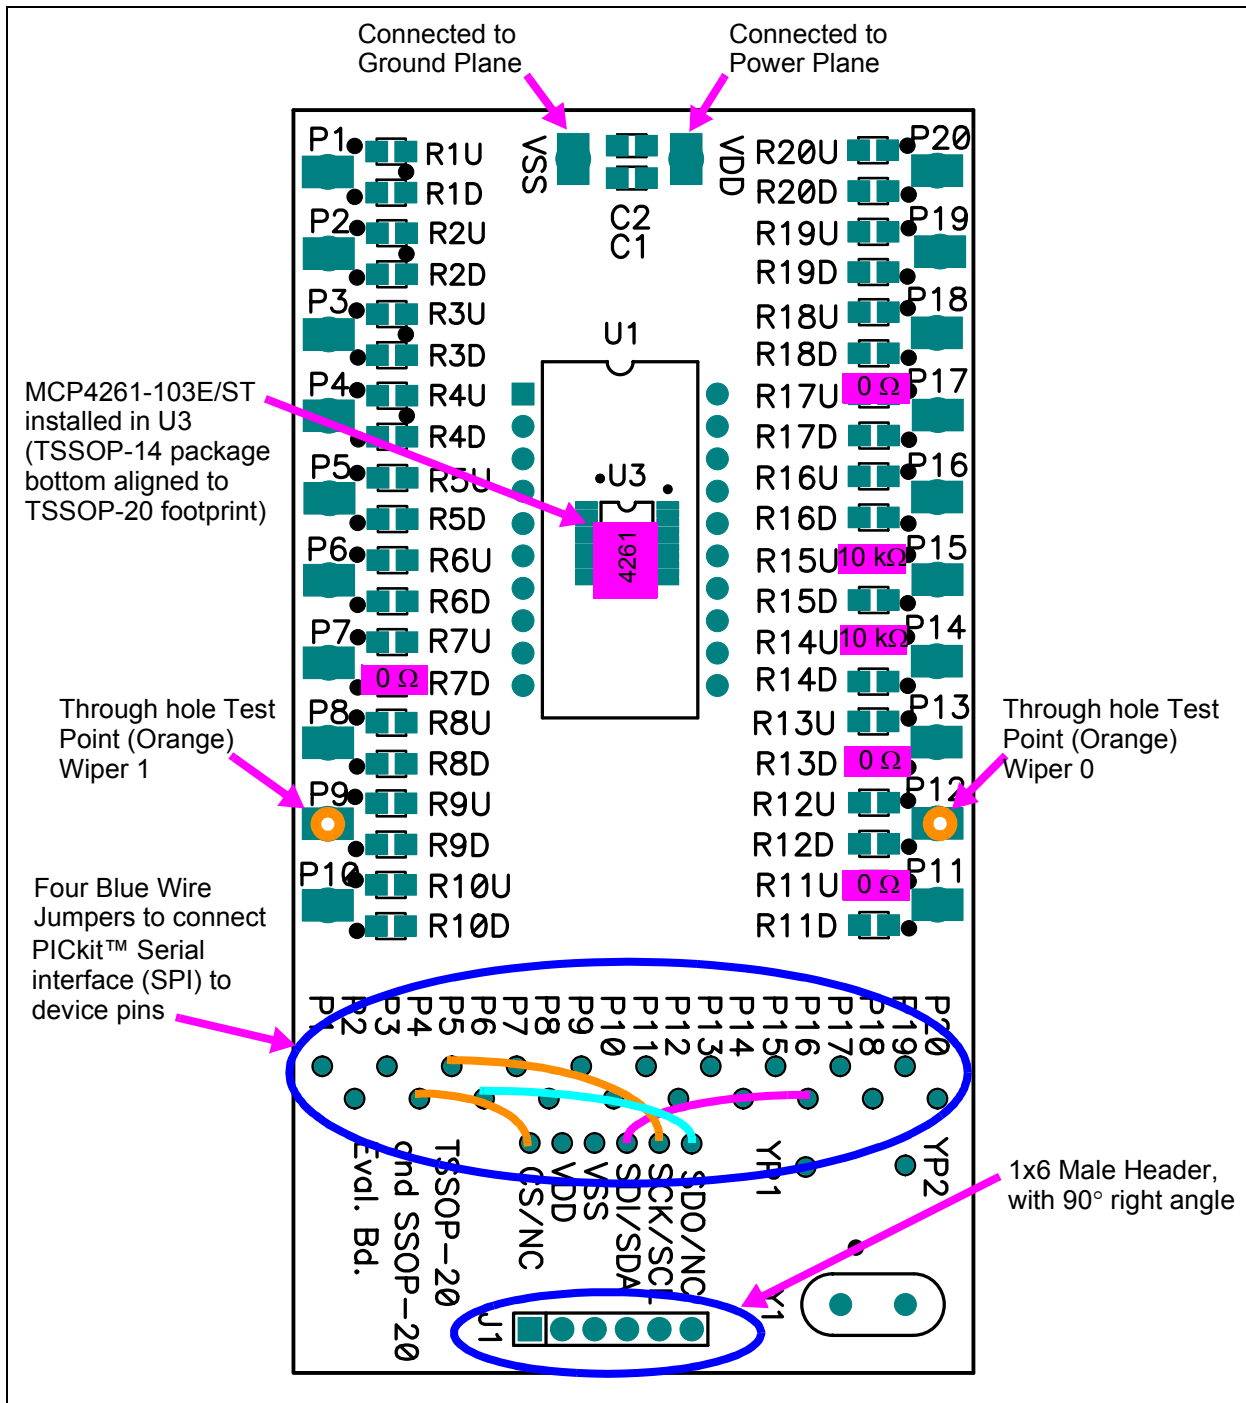 Connected to
Ground Plane
Connected to
Power Plane
P1
R1U
R1D
P2
R2U
R2D
P3
R3U
R3D
P4
R4U
R4D
P5
R5U
R5D
P6
R6U
R6D
P7
R7U
0 Ω
R7D
P8
R8U
R8D
P9
R9U
R9D
P10
R10U
R10D
VSS
VDD
C2
C1
U1
U3
4261
R20U
P20
R20D
R19U
P19
R19D
R18U
P18
R18D
R17U
0 Ω
P17
R17D
R16U
P16
R16D
R15U
10 kΩ
P15
R15D
R14U
10 kΩ
P14
R14D
R13U
P13
R13D
0 Ω
R12U
P12
R12D
R11U
0 Ω
P11
R11D
MCP4261-103E/ST
installed in U3
(TSSOP-14 package
bottom aligned to
TSSOP-20 footprint)
Through hole Test
Point (Orange)
Wiper 1
Through hole Test
Point (Orange)
Wiper 0
Four Blue Wire
Jumpers to connect
PICkit™ Serial
interface (SPI) to
device pins
P1
P2
P3
P4
P5
P6
P7
P8
P9
P10
P11
P12
P13
P14
P15
P16
P17
P18
P19
P20
TSSOP-20
and SSOP-20
Eval. Bd.
CS/NC
VDD
VSS
SDI/SDA
SCK/SCL
SDO/NC
YP1
YP2
J1
Y1
1x6 Male Header,
with 90° right angle